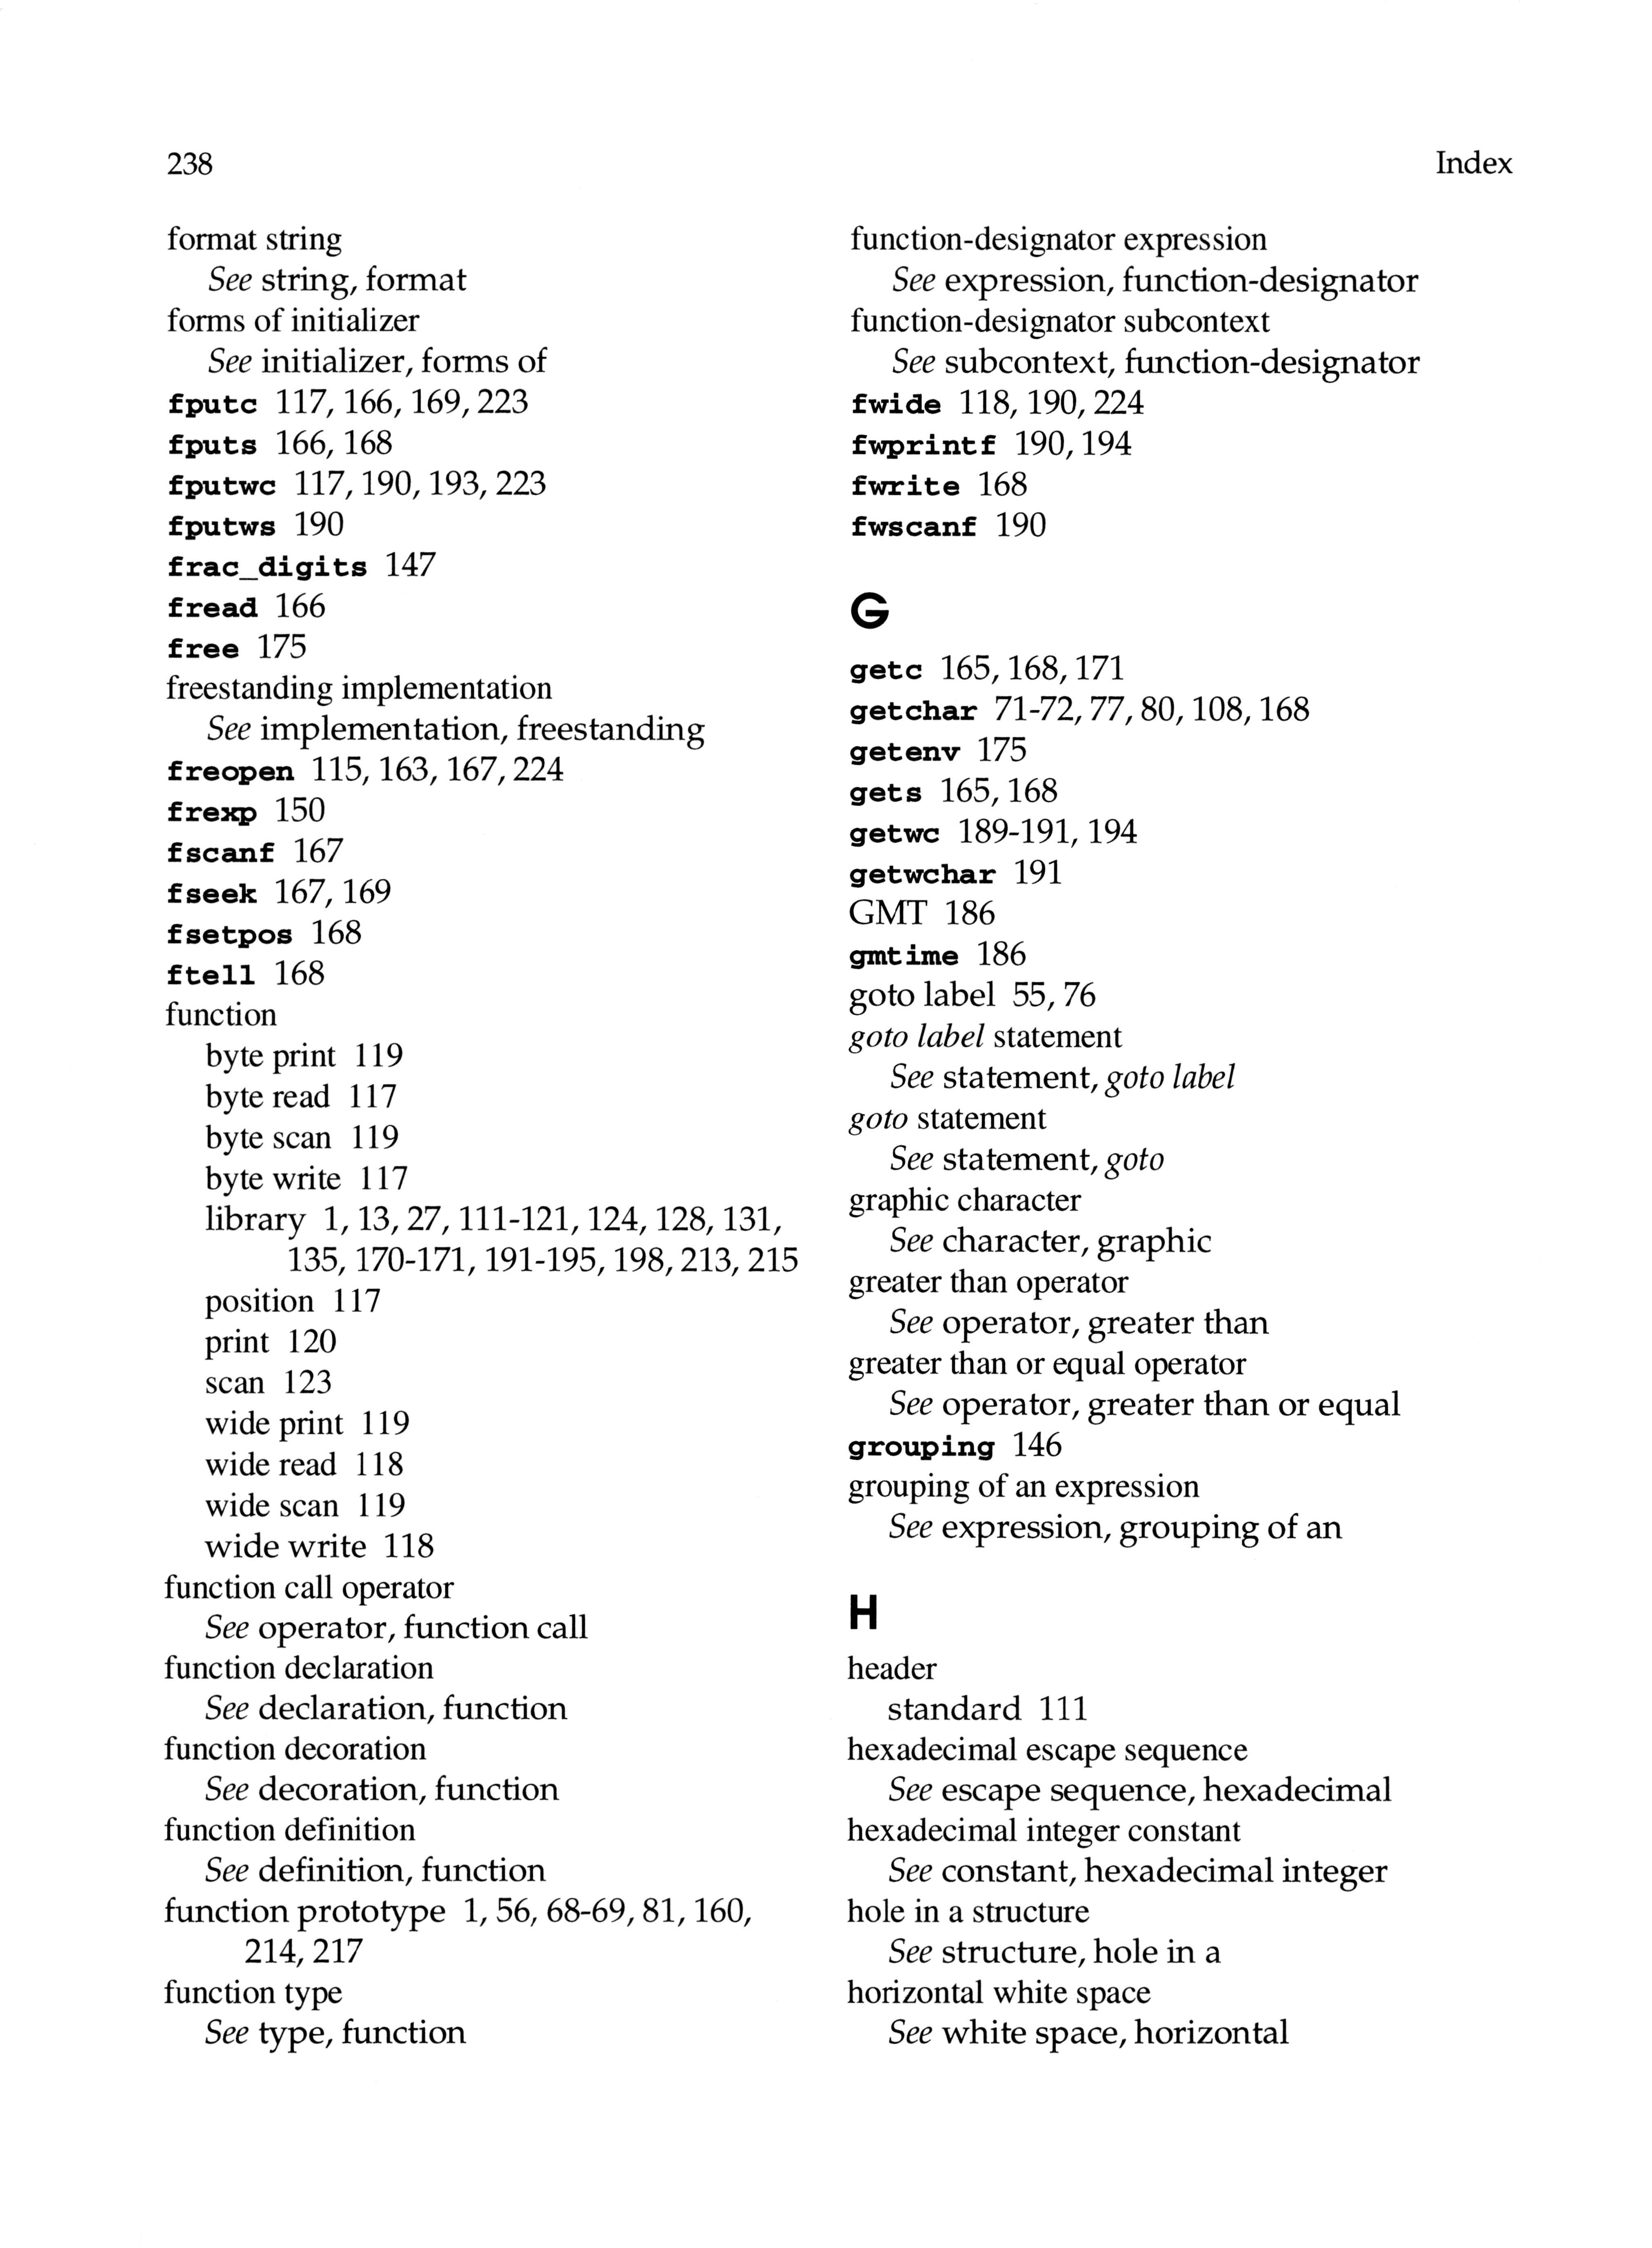 238
Index
format string
See string, format
forms of initializer
See initializer, forms of
fputc 117, 166, 169, 223
fputs 166, 168
fputwc 117, 190, 193, 223
fputws 190
frac_digits 147
fread 166
free 175
freestanding implementation
See implementation, freestanding
freopen 115, 163, 167, 224
frexp 150
fscanf 167
fseek 167, 169
fsetpos 168
ftell 168
function
byte print 119
byte read 117
byte scan 119
byte write 117
library 1, 13, 27, 111-121, 124, 128, 131,
135, 170-171, 191-195, 198, 213, 215
position 117
print 120
scan 123
wide print 119
wide read 118
wide scan 119
wide write 118
function call operator
See operator, function call
function declaration
See declaration, function
function decoration
See decoration, function
function definition
See definition, function
function prototype 1, 56, 68-69, 81, 160,
214, 217
function type
See type, function
function-designator expression
See expression, function-designator
function-designator subcontext
See subcontext, function-designator
fwide 118, 190, 224
fwprintf 190, 194
fwrite 168
fwscanf 190
G
getc 165, 168, 171
getchar 71-72, 77, 80, 108, 168
getenv 175
gets 165, 168
getwc 189-191, 194
getwchar 191
GMT 186
gmtime 186
goto label 55, 76
goto label statement
See statement, goto label
goto statement
See statement, goto
graphic character
See character, graphic
greater than operator
See operator, greater than
greater than or equal operator
See operator, greater than or equal
grouping 146
grouping of an expression
See expression, grouping of an
H
header
standard 111
hexadecimal escape sequence
See escape sequence, hexadecimal
hexadecimal integer constant
See constant, hexadecimal integer
hole in a structure
See structure, hole in a
horizontal white space
See white space, horizontal